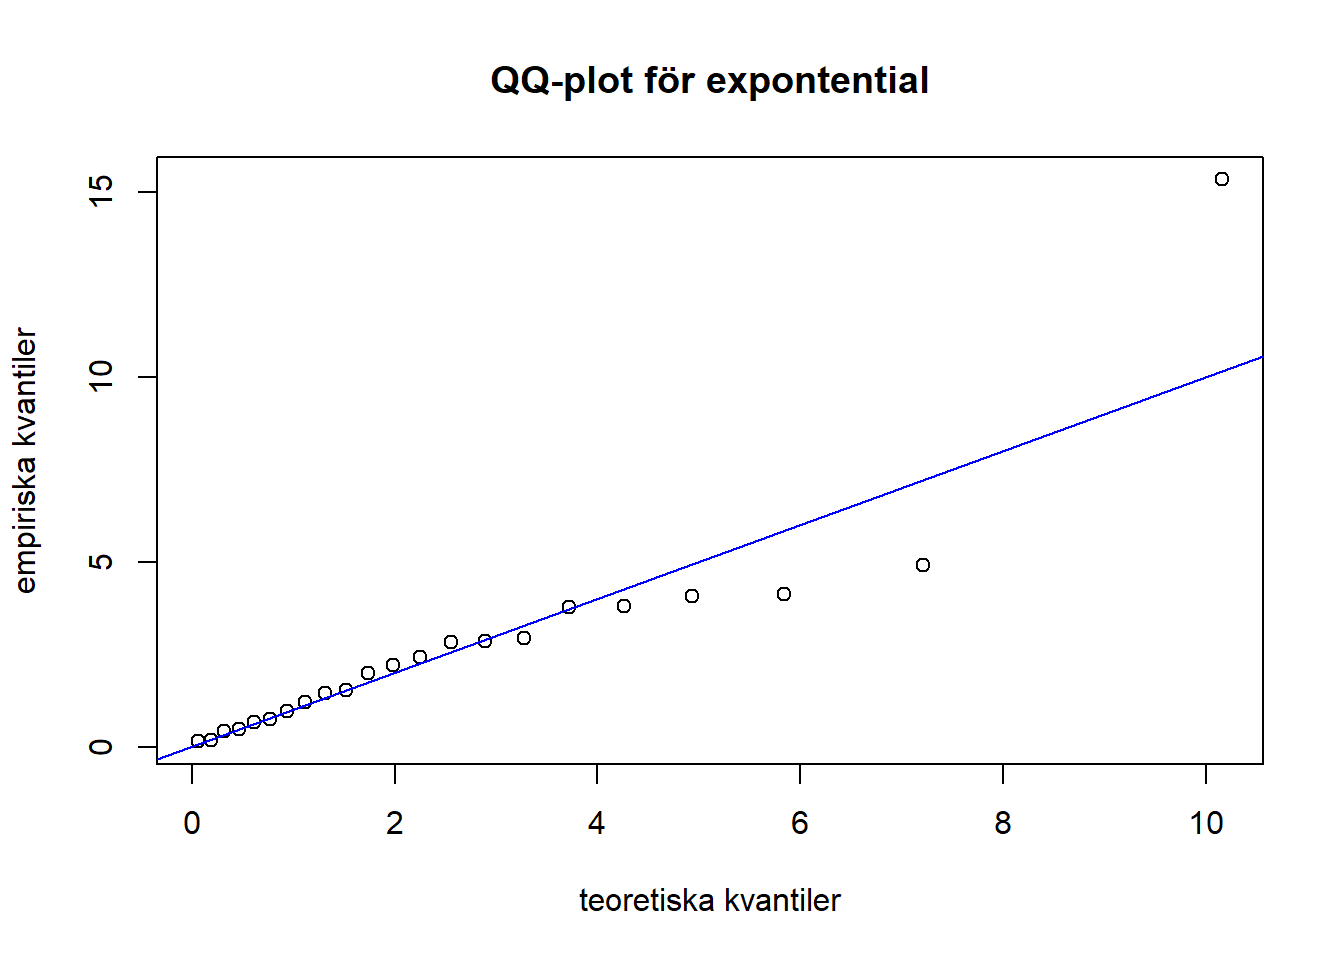 QQ-plot för expontential
empiriska kvantiler
15
10
5
0
0 2 4 6 8 10
teoretiska kvantiler